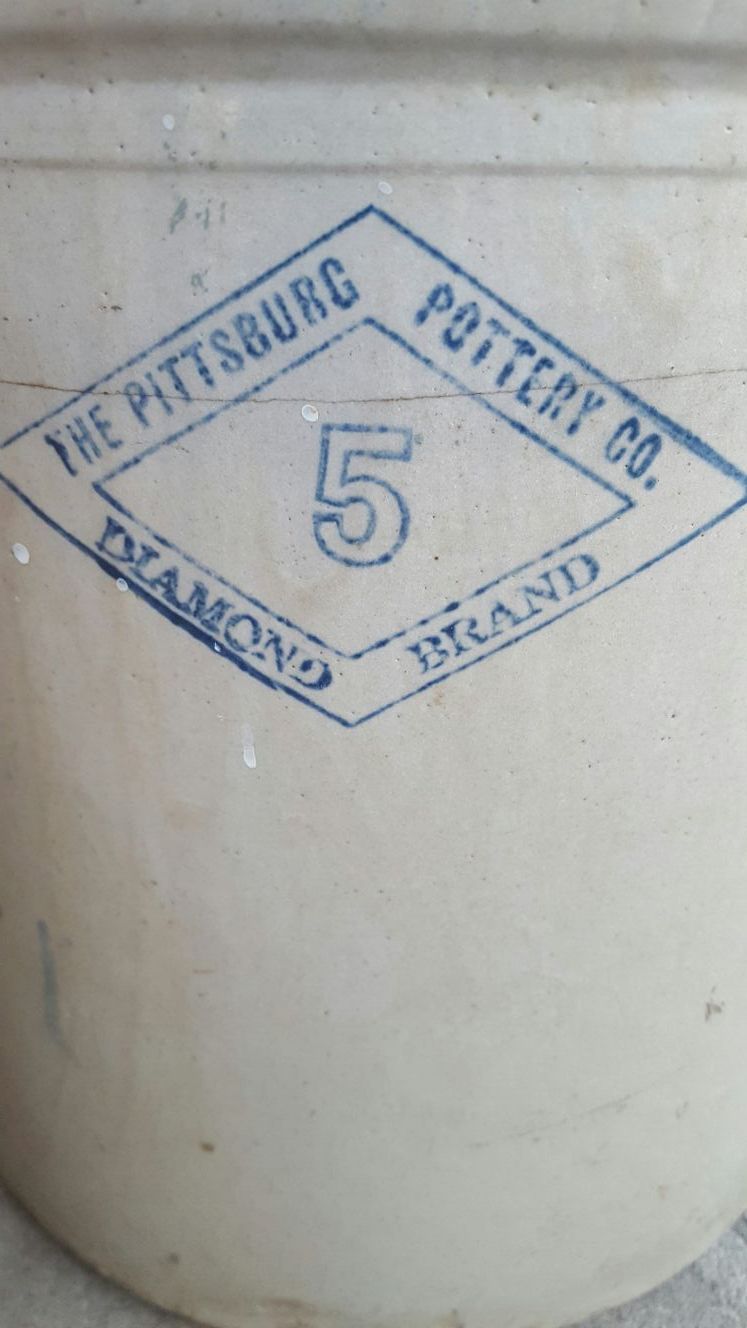 THE PITTSBURG POTTERY CO.
5
DIAMOND BRAND